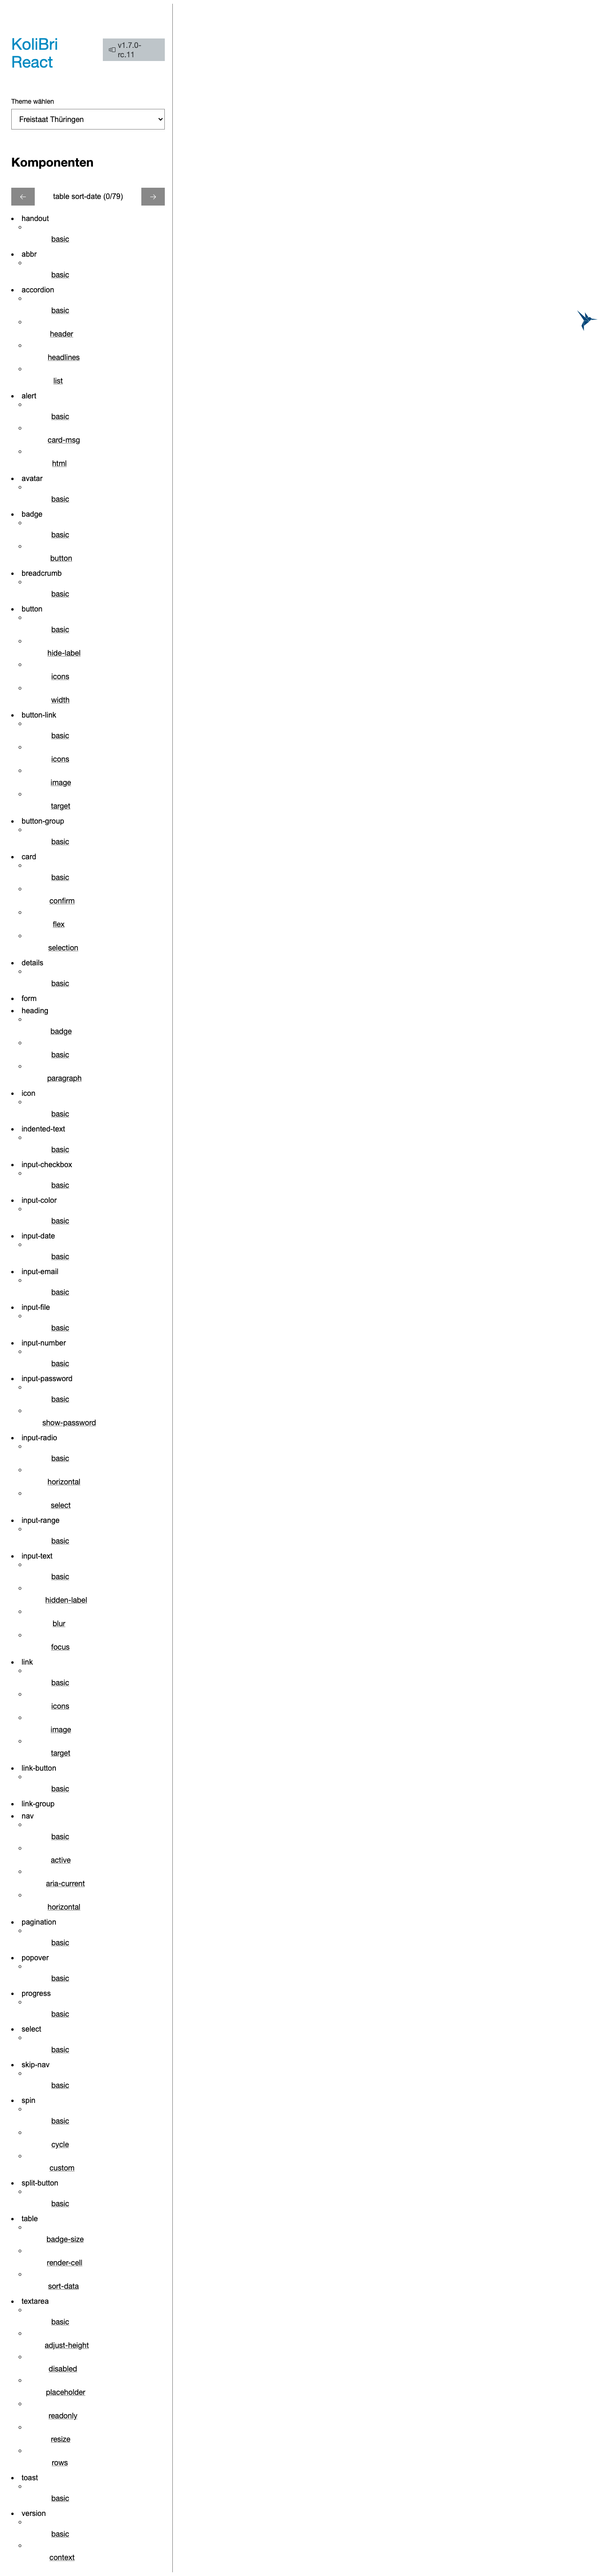 KoliBri
React
v1.7.0-
rc.11
Theme wählen
Freistaat Thüringen
Komponenten
table sort-date (0/79)
handout
basic
abbr
basic
accordion
basic
header
headlines
list
alert
basic
card-msg
html
avatar
basic
badge
basic
button
breadcrumb
basic
button
basic
hide-label
icons
width
button-link
basic
icons
image
target
button-group
basic
card
basic
confirm
flex
selection
details
basic
form
heading
badge
basic
paragraph
icon
basic
indented-text
basic
input-checkbox
basic
input-color
basic
input-date
basic
input-email
basic
input-file
basic
input-number
basic
input-password
basic
show-password
input-radio
basic
horizontal
select
input-range
basic
input-text
basic
hidden-label
blur
focus
link
basic
icons
image
target
link-button
basic
link-group
nav
basic
active
aria-current
horizontal
pagination
basic
popover
basic
progress
basic
select
basic
skip-nav
basic
spin
basic
cycle
custom
split-button
basic
table
badge-size
render-cell
sort-data
textarea
basic
adjust-height
disabled
placeholder
readonly
resize
rows
toast
basic
version
basic
context